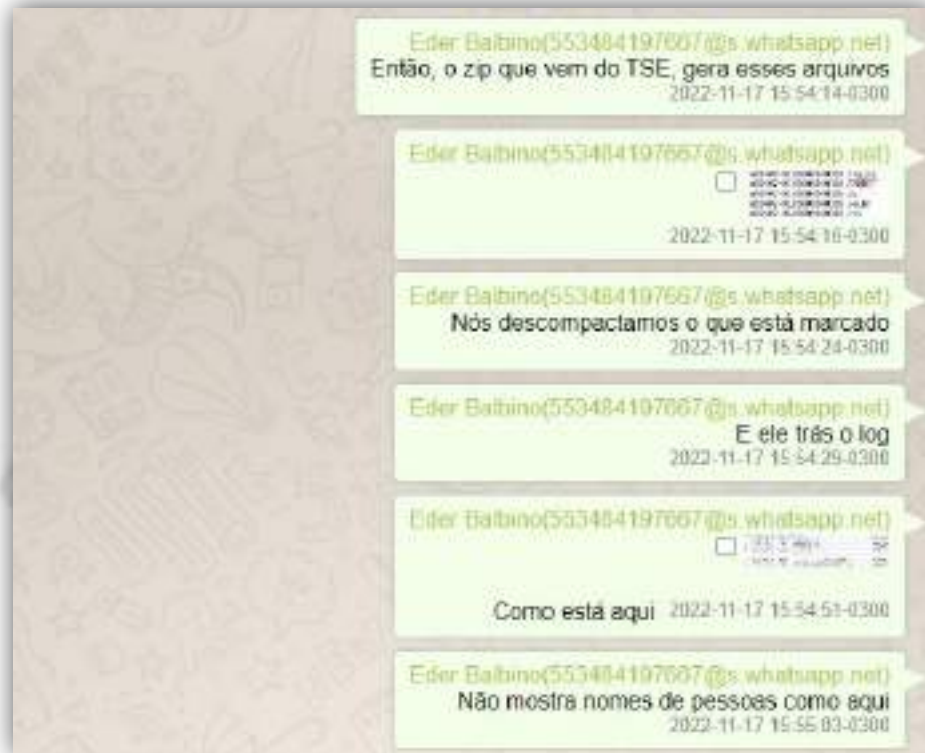 Eder Balbino(553484197667@s.whatsapp.net)
Então, o zip que vem do TSE, gera esses arquivos
2022-11-17 15:54:14-0300
Eder Balbino(553484197667@s.whatsapp.net)
2022-11-17 15:54:16-0300
Eder Balbino(553484197667@s.whatsapp.net)
Nós descompactamos o que está marcado
2022-11-17 15:54:24-0300
Eder Balbino(553484197667@s.whatsapp.net)
E ele trás o log
2022-11-17 15:54:29-0300
Eder Balbino(553484197667@s.whatsapp.net)
Como está aqui 2022-11-17 15:54:51-0300
Eder Balbino(553484197667@s.whatsapp.net)
Não mostra nomes de pessoas como aqui
2022-11-17 15:55:03-0300